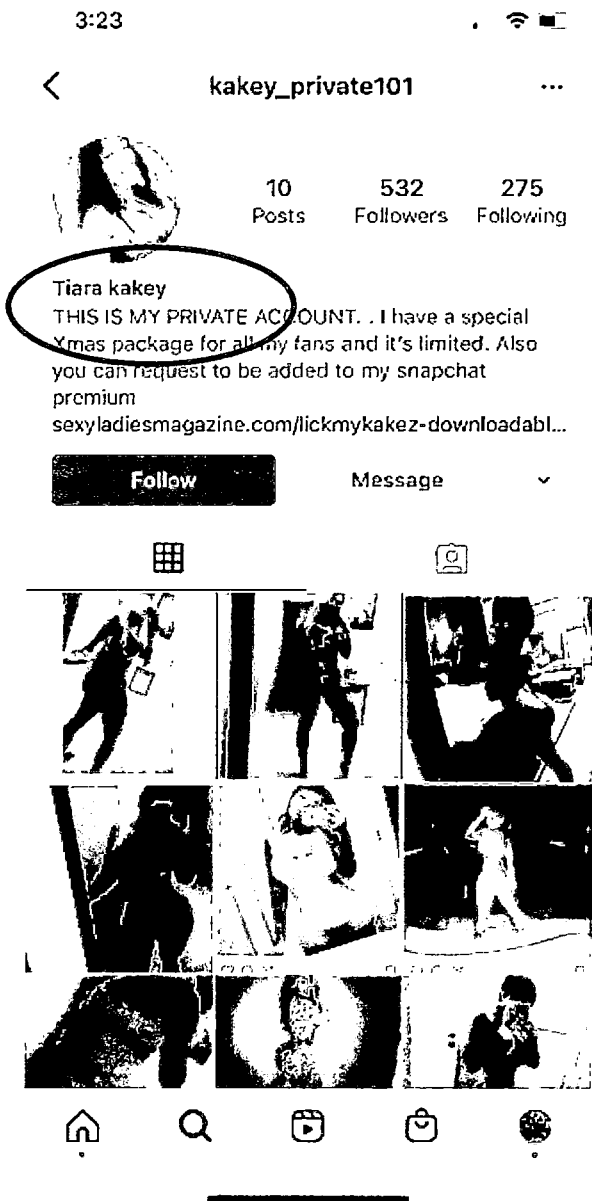 3:23
kakey_private101
10 532 275
Posts Followers Following
Tiara kakey
THIS IS MY PRIVATE ACCOUNT. . I have a special
Xmas package for all my fans and it's limited. Also
you can request to be added to my snapchat
premium
sexyladiesmagazine.com/lickmykakez-downloadabl...
Follow Message